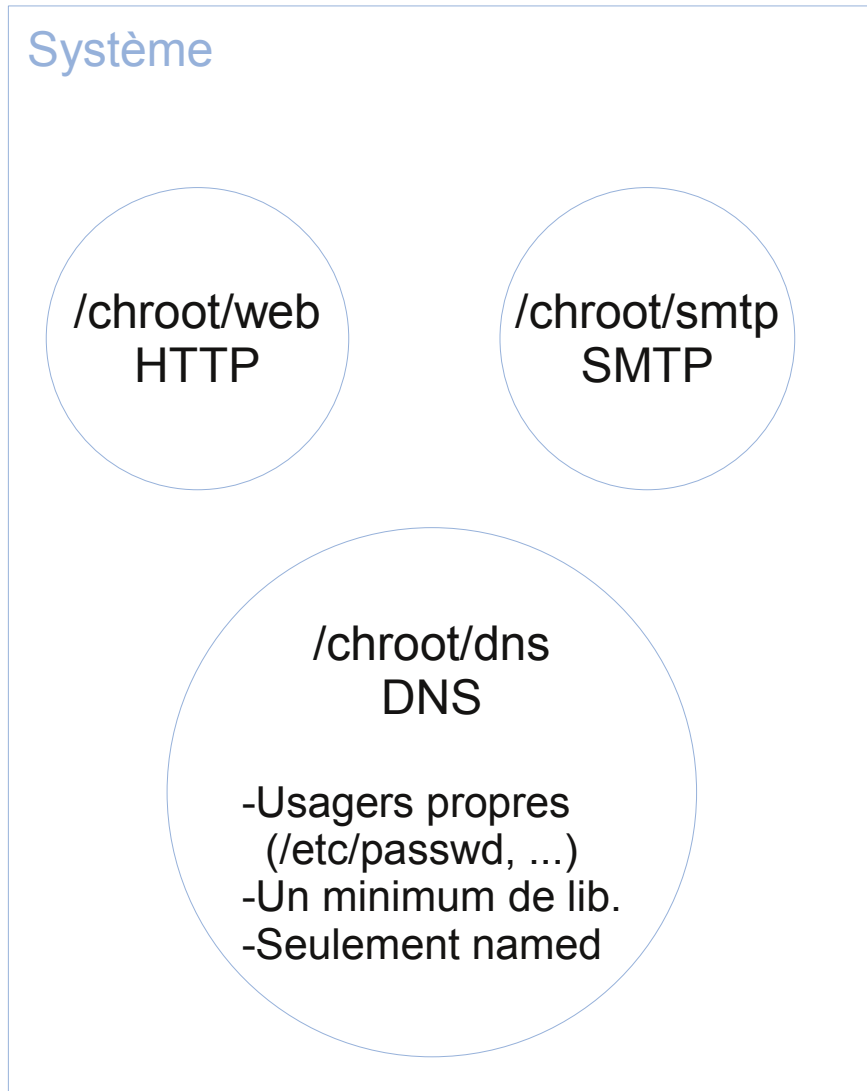 Système
/chroot/web
HTTP
/chroot/smtp
SMTP
/chroot/dns
DNS
-Usagers propres
(/etc/passwd, ...)
-Un minimum de lib.
-Seulement named